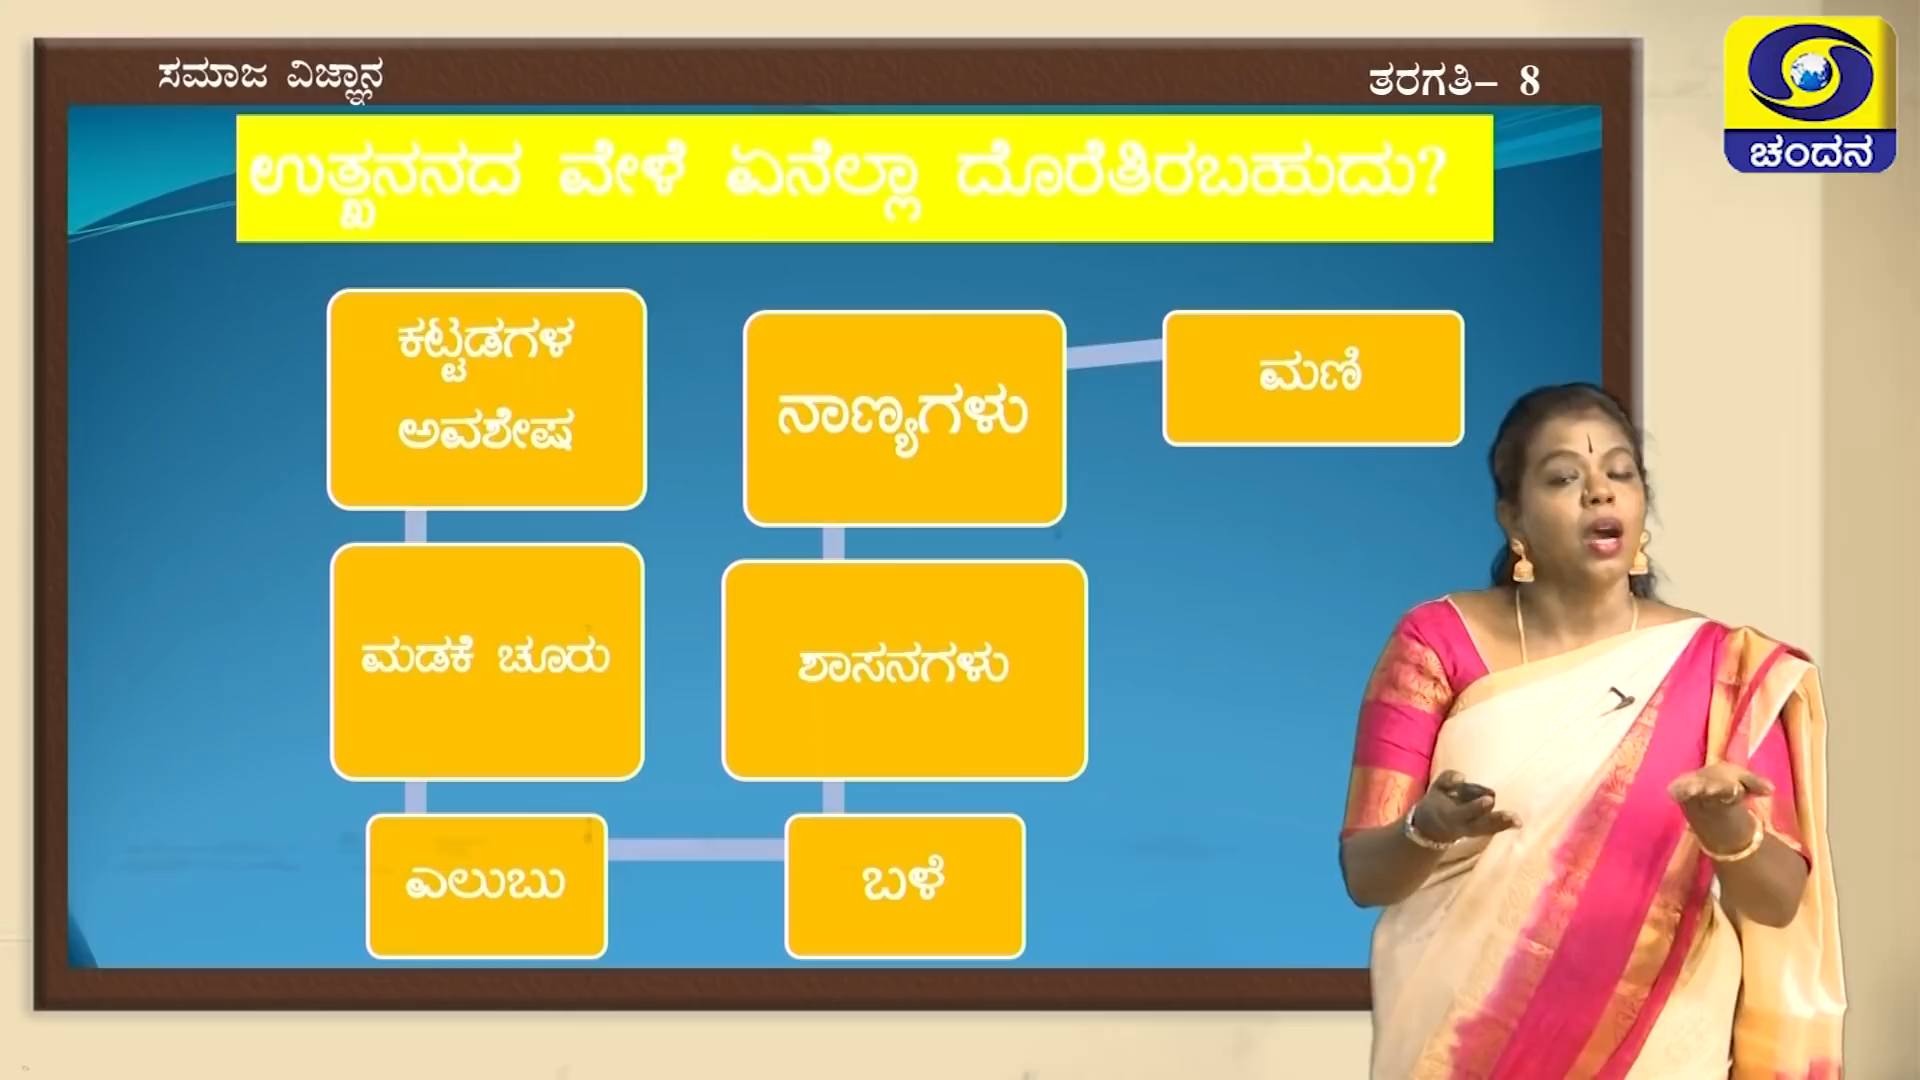 ಸಮಾಜ ವಿಜ್ಞಾನ
ತರಗತಿ– 8
ಚಂದನ
ಉತ್ಖನನದ ವೇಳೆ ಏನೆಲ್ಲಾ ದೊರೆತಿರಬಹುದು?
ಕಟ್ಟಡಗಳ
ಅವಶೇಷ
ಮಡಕೆ ಚೂರು
ಎಲುಬು
ಬಳೆ
ಶಾಸನಗಳು
ನಾಣ್ಯಗಳು
ಮಣಿ